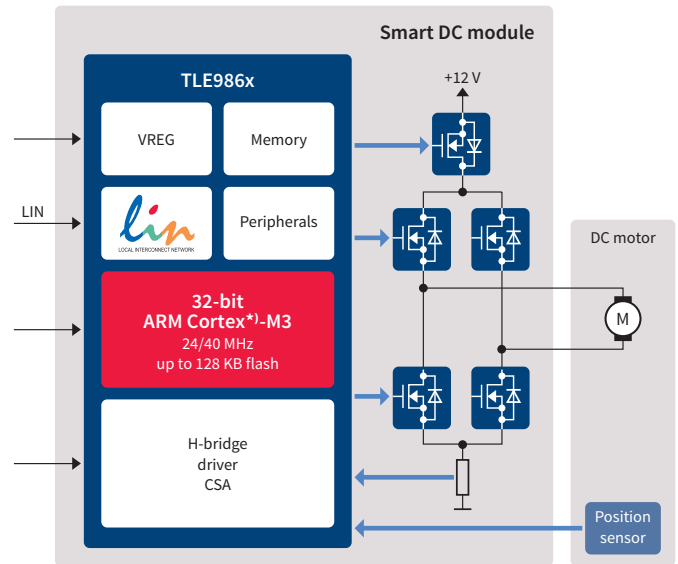 Smart DC module
TLE986x
+12 V
VREG
Memory
LIN
lin
LOCAL INTERCONNECT NETWORK
Peripherals
DC motor
32-bit
ARM Cortex*)-M3
24/40 MHz
up to 128 KB flash
M
H-bridge
driver
CSA
Position
sensor